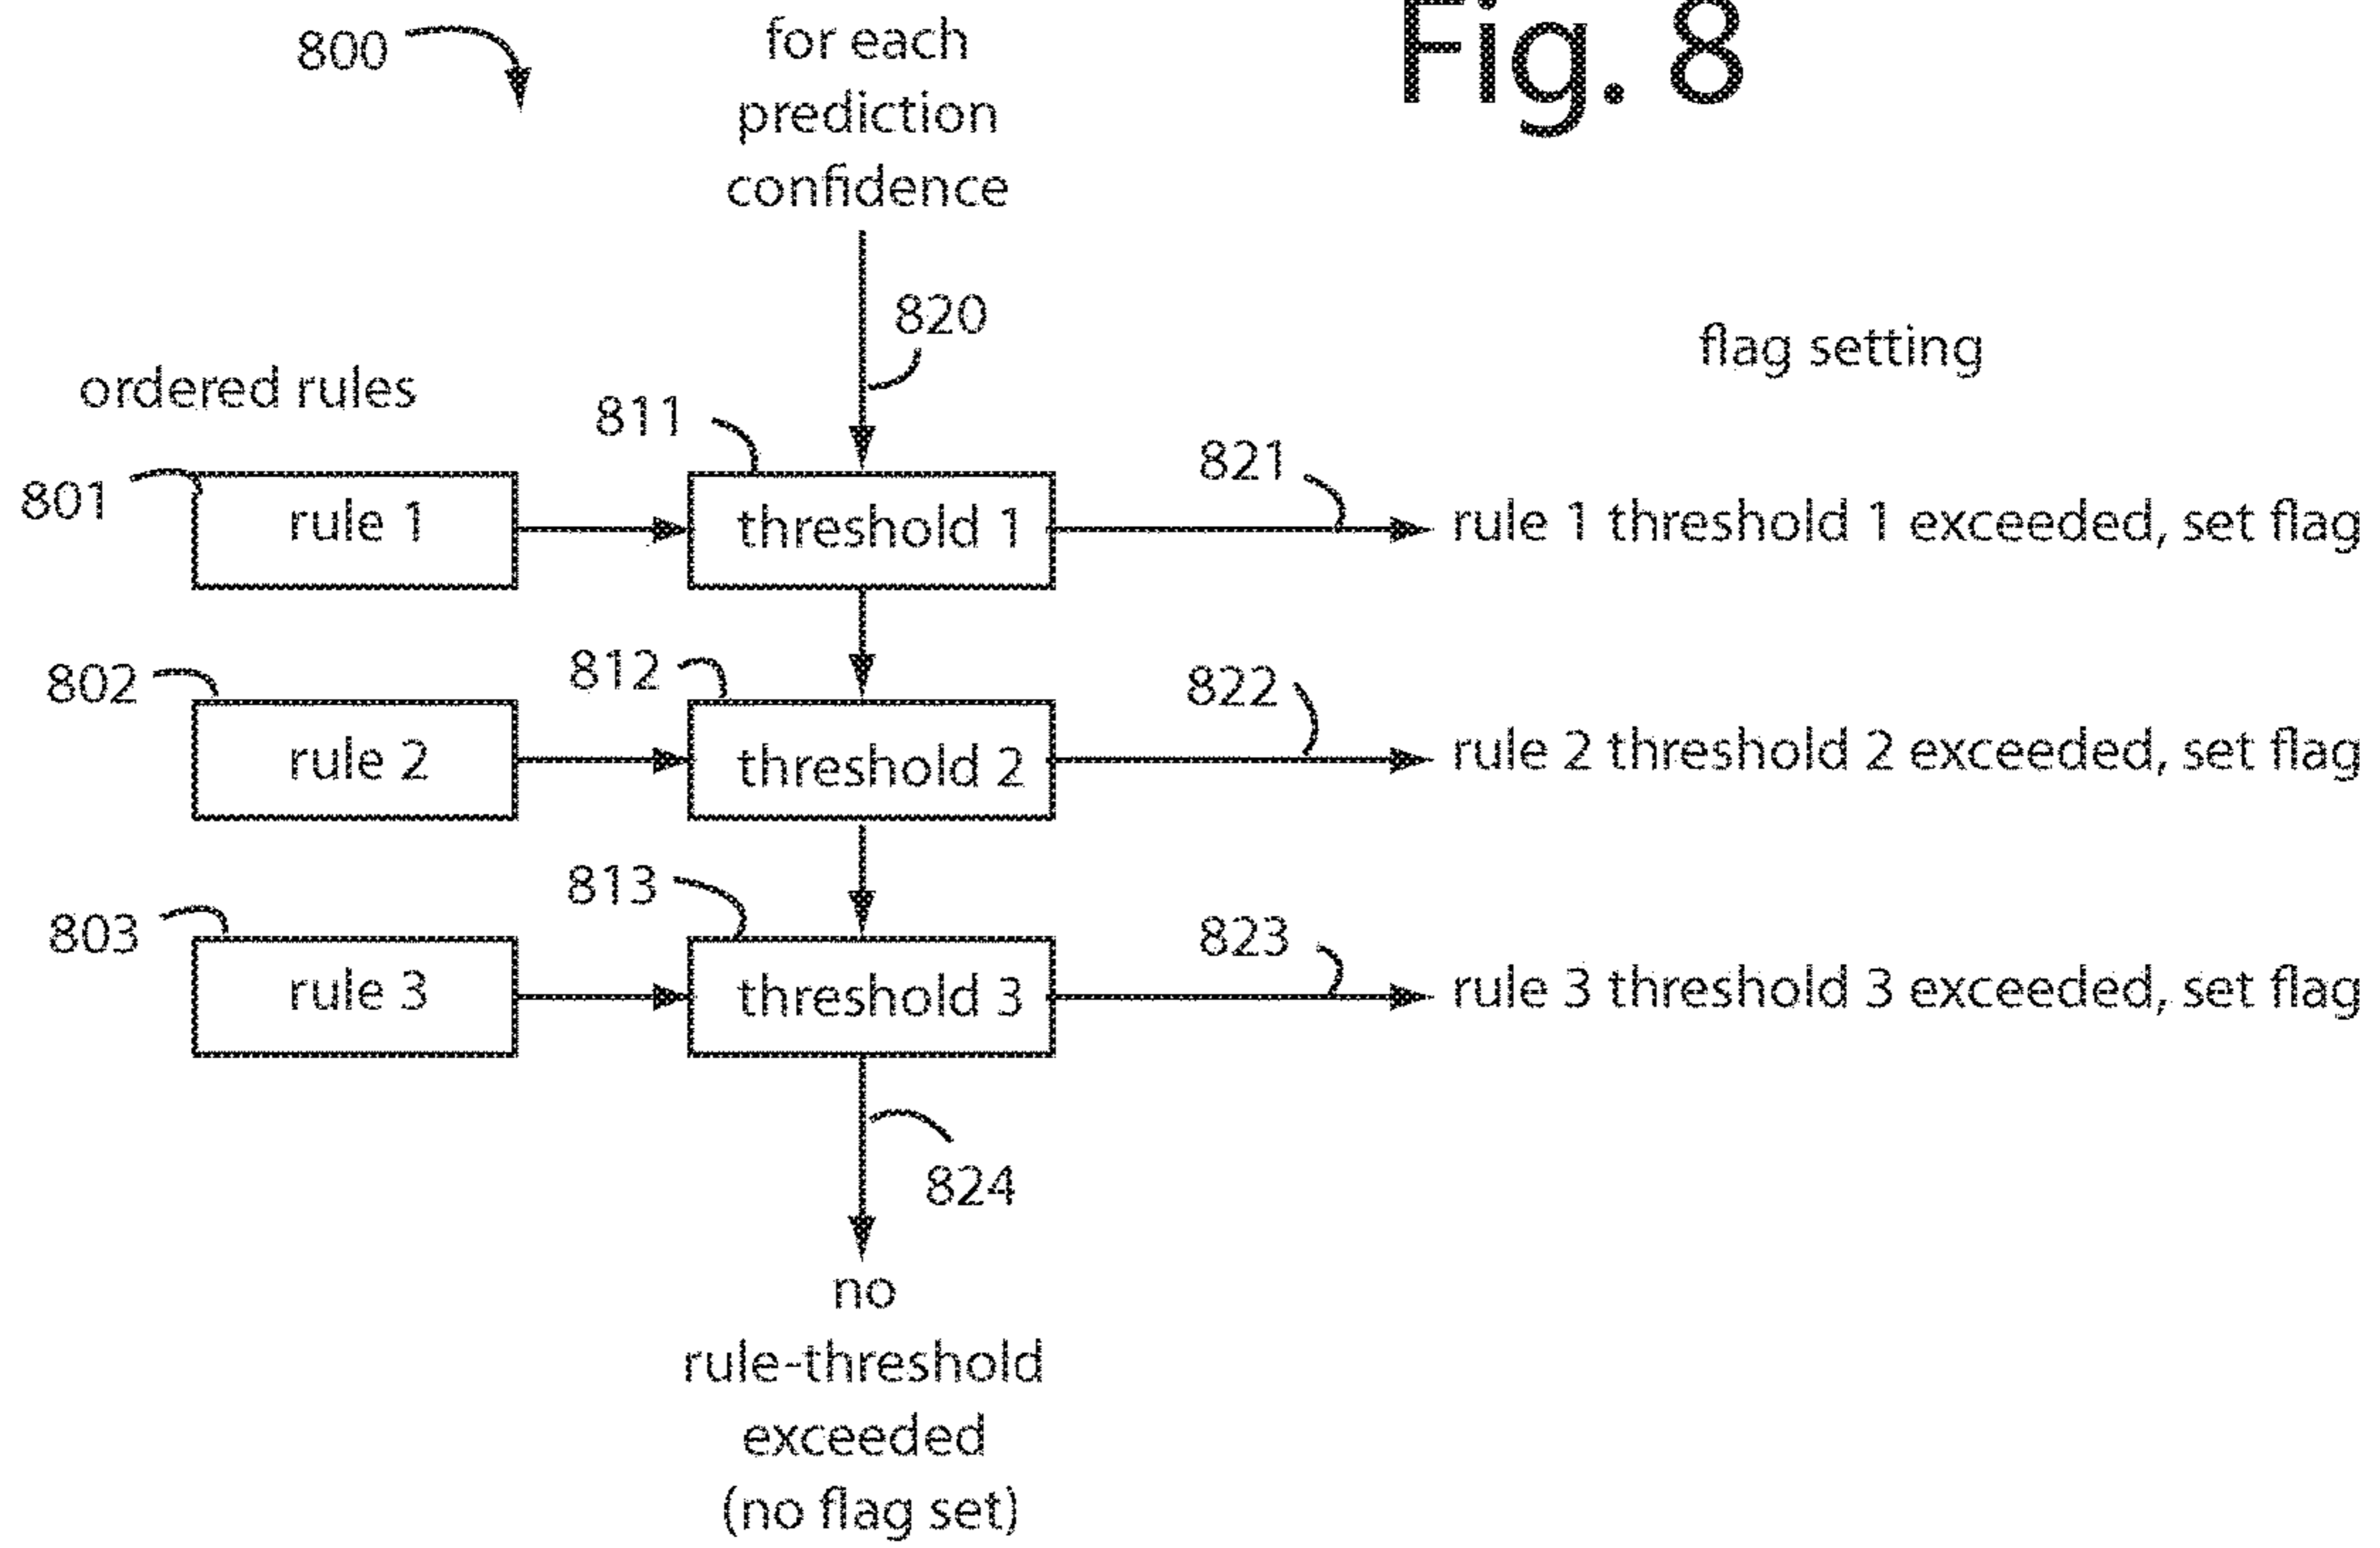 Fig. 8
800
for each
prediction
confidence
820
flag setting
ordered rules
811
821
801
rule 1
threshold 1
rule 1 threshold 1 exceeded, set flag
802
812
822
rule 2
threshold 2
rule 2 threshold 2 exceeded, set flag
803
813
823
rule 3
threshold 3
rule 3 threshold 3 exceeded, set flag
824
no
rule-threshold
exceeded
(no flag set)